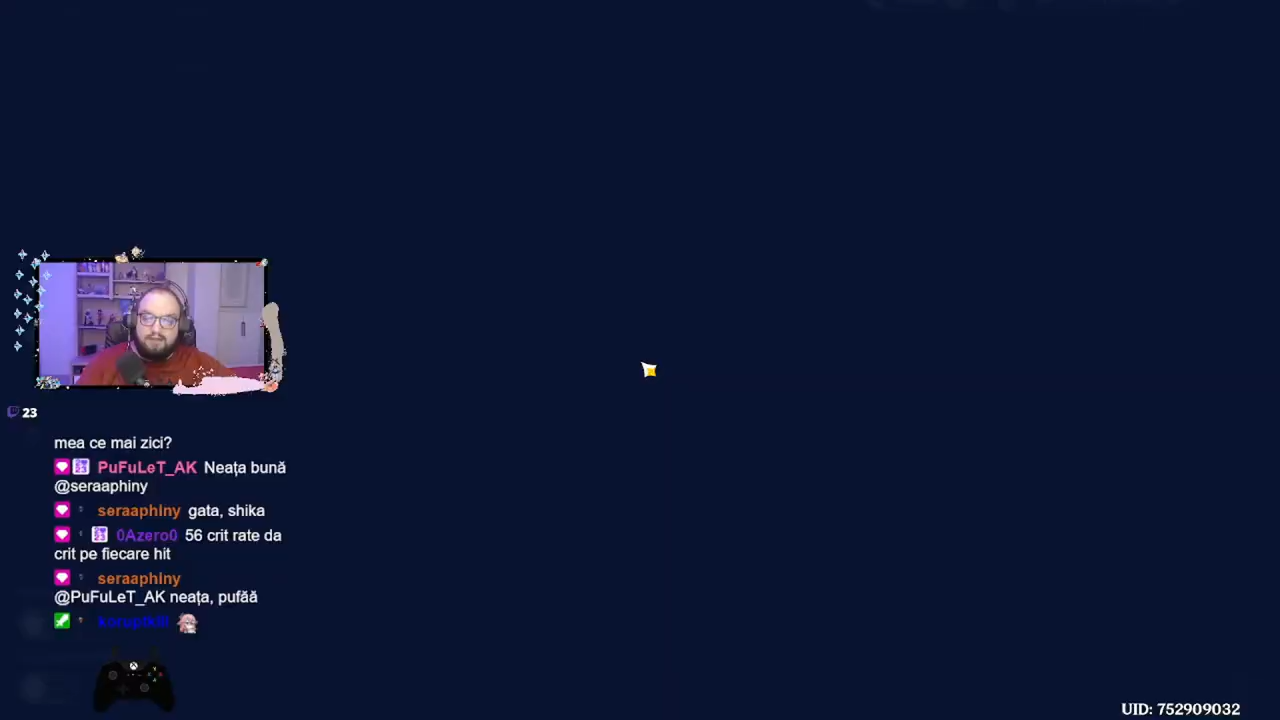 23
mea ce mai zici?
PuFuLeT_AK Neața bună
@seraaphiny
seraaphiny gata, shika
0Azero0 56 crit rate da
crit pe fiecare hit
seraaphiny
@PuFuLeT_AK neața, pufăă
UID: 752909032